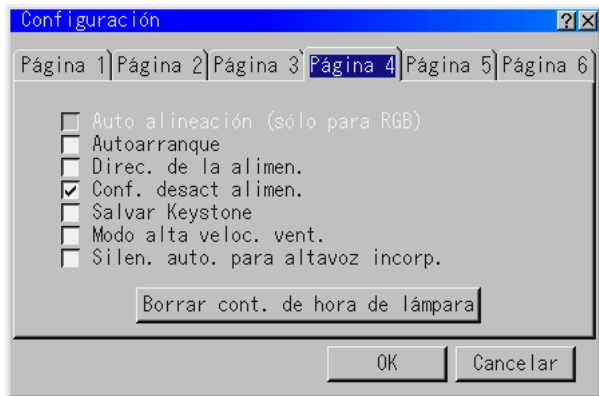 Configuración
Página 1 Página 2 Página 3 Página 4 Página 5 Página 6
Auto alineación (sólo para RGB)
Autoarranque
Direc. de la alimen.
Conf. desact alimen.
Salvar Keystone
Modo alta veloc. vent.
Silen. auto. para altavoz incorp.
Borrar cont. de hora de lámpara
OK Cancelar